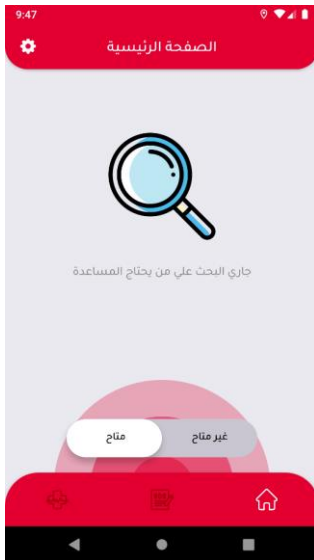 9:47
الصفحة الرئيسية
جاري البحث علي من يحتاج المساعدة
غير متاح
متاح